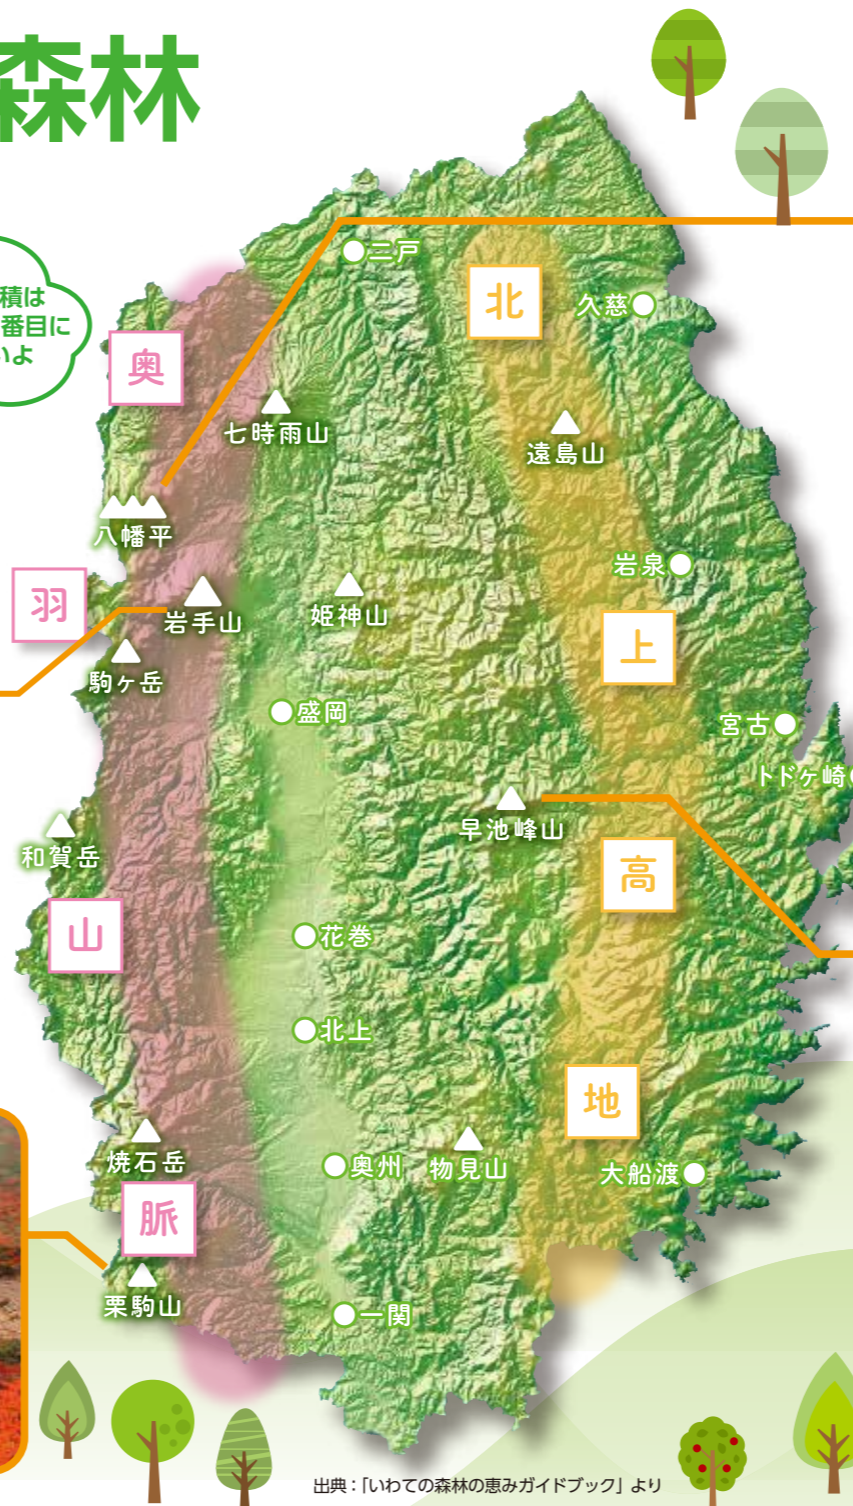 森林
積は
番目に
いよ
二戸
北
久慈
奥
七時雨山
遠島山
八幡平
岩泉
羽
岩手山
姫神山
上
駒ヶ岳
盛岡
宮古
トドヶ崎
早池峰山
和賀岳
高
山
花巻
北上
地
焼石岳
奥州
物見山
大船渡
脈
栗駒山
一関
出典：「いわての森林の恵みガイドブック」より